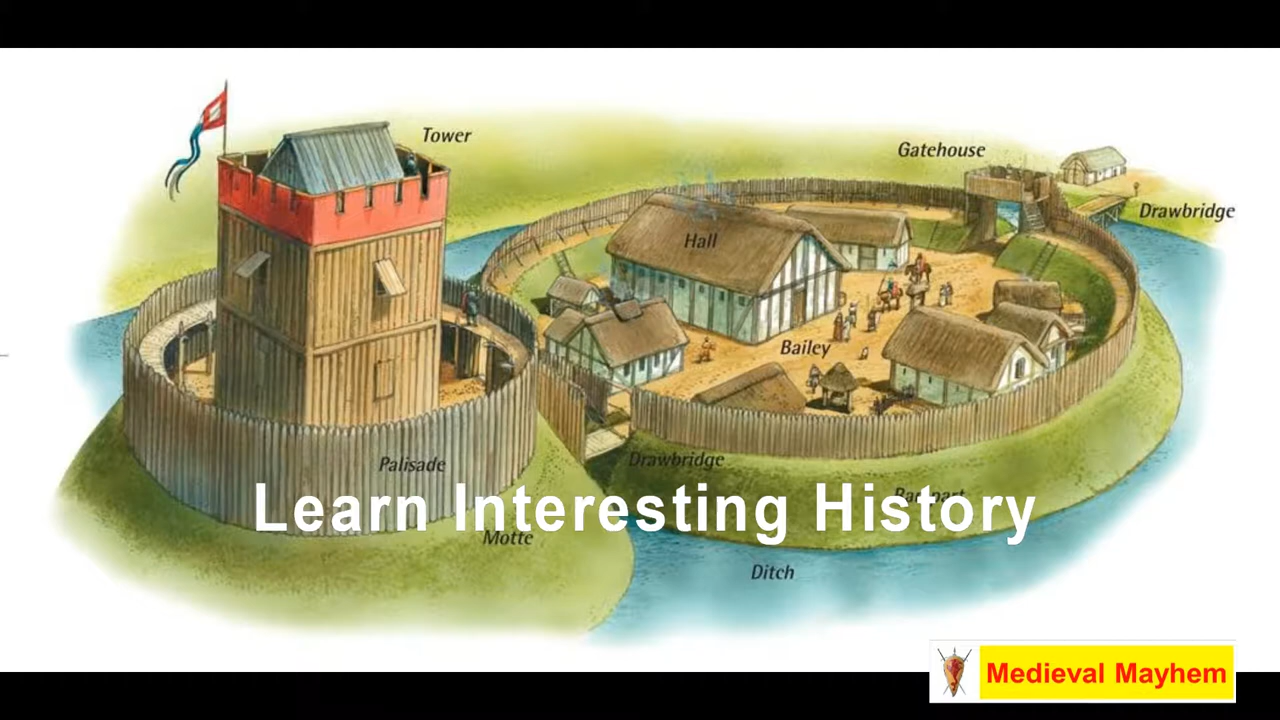 Tower
Gatehouse
Drawbridge
Hall
Bailey
Palisade
Drawbridge
Learn Interesting History
Motte
Ditch
Medieval Mayhem